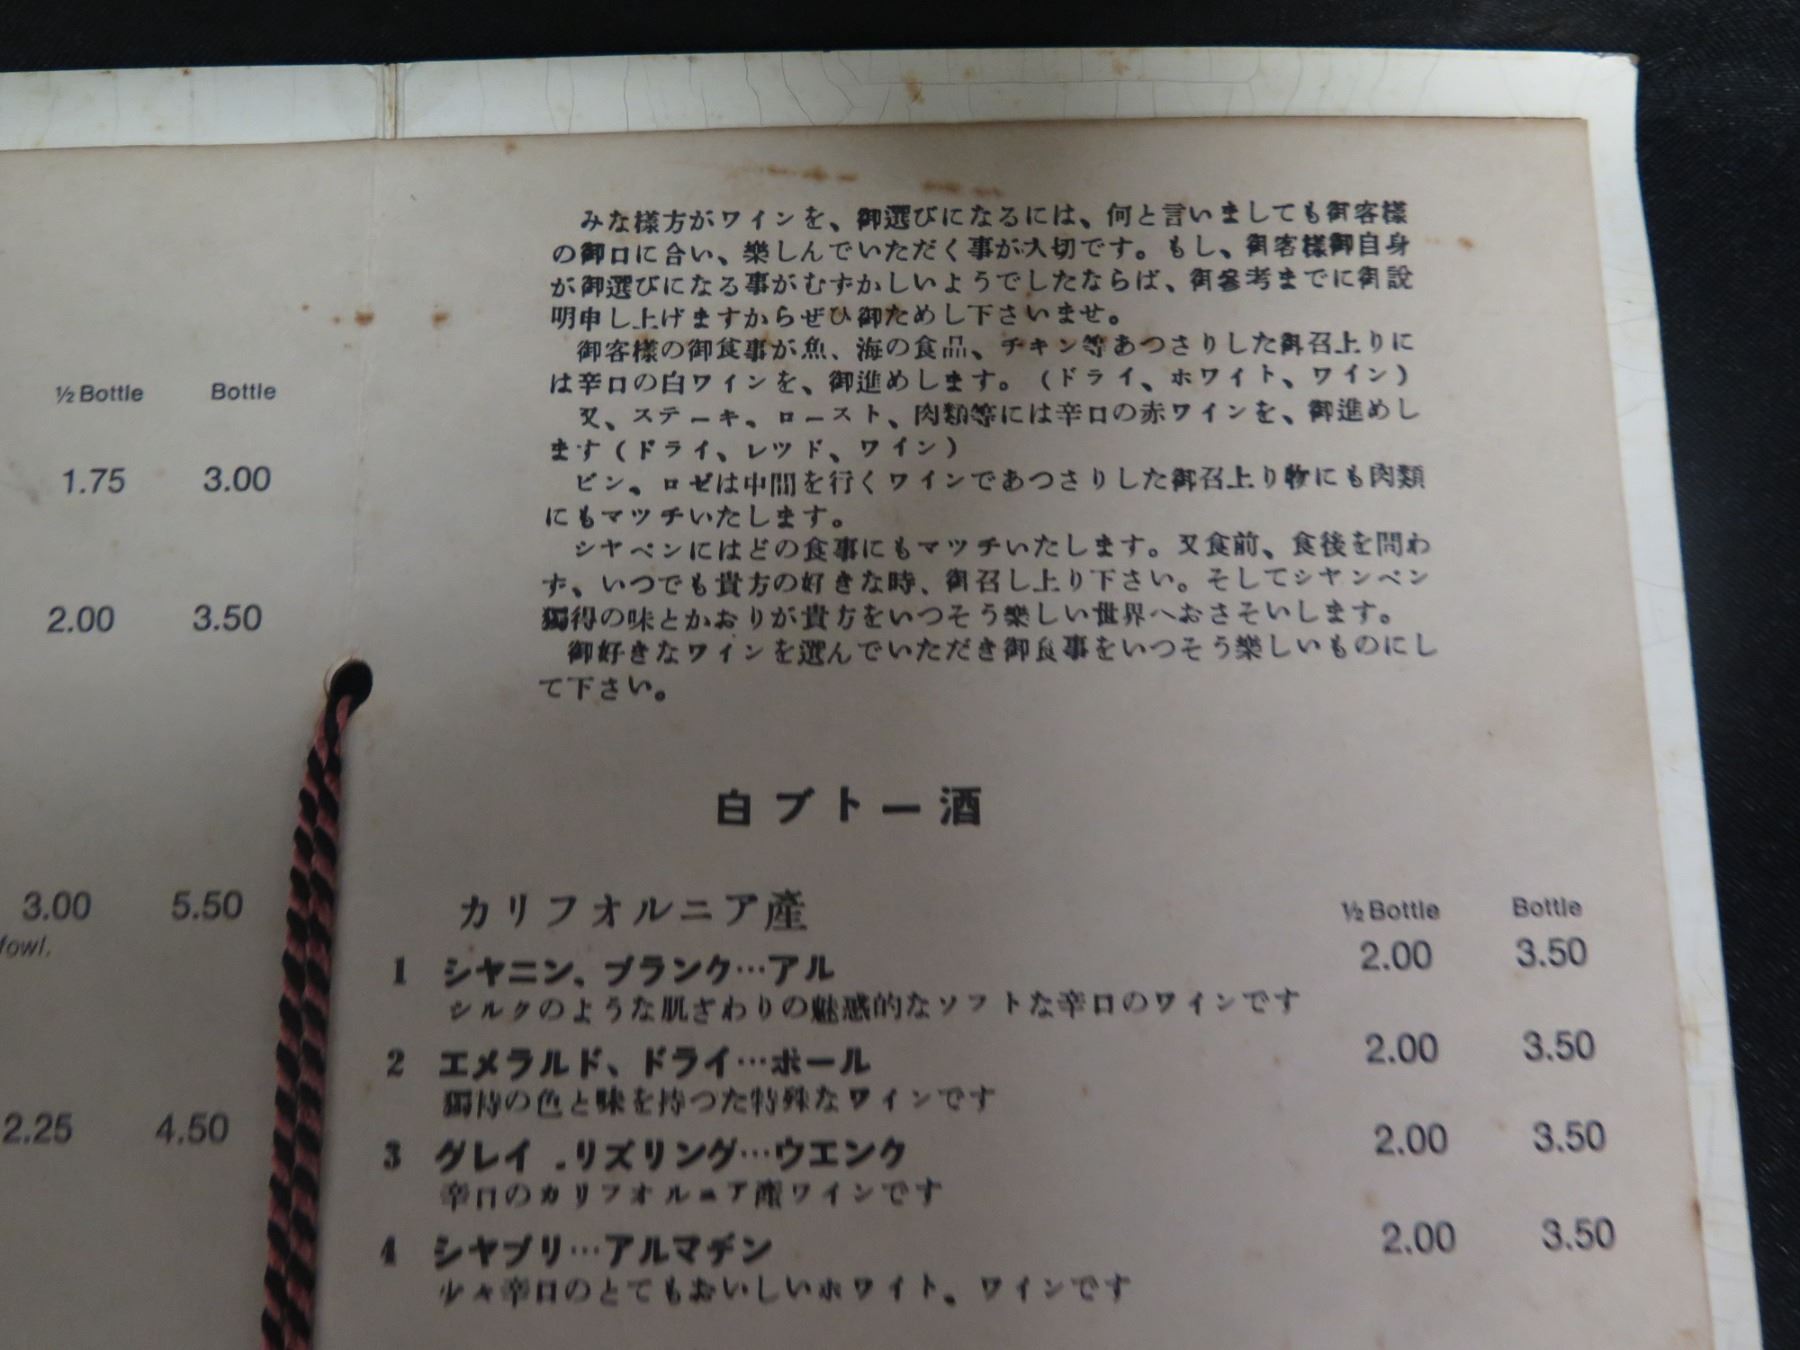 ½ Bottle Bottle
1.75 3.00
2.00 3.50
3.00 5.50
fowl.
2.25 4.50
みな様方がワインを、御選びになるには、何と言いましても御客様
の御口に合い、樂しんでいただく事が大切です。もし、御客様御自身
が御選びになる事がむずかしいようでしたならば、御參考までに御說
明申し上げますからぜひ御ためし下さいませ。
御客様の御食事が魚、海の食品、チキン等あつさりした御召上りに
は辛口の白ワインを、御進めします。(ドライ、ホワイト、ワイン)
又、ステーキ、ロースト、肉類等には辛口の赤ワインを、御進めし
ます(ドライ、レツド、ワイン)
ピン、ロゼは中間を行くワインであつさりした御召上り物にも肉類
にもマツチいたします。
シヤペンにはどの食事にもマツチいたします。又食前、食後を問わ
ず、いつでも貴方の好きな時、御召し上り下さい。そしてシヤンペン
獨得の味とかおりが貴方をいつそう樂しい世界へおさそいします。
御好きなワインを選んでいただき御食事をいつそう樂しいものにし
て下さい。
白ブトー酒
カリフオルニア產
½ Bottle Bottle
1 シヤニン、ブランク…アル 2.00 3.50
シルクのような肌ざわりの魅惑的なソフトな辛口のワインです
2 エメラルド、ドライ…ポール 2.00 3.50
獨特の色と味を持つた特殊なワインです
3 グレイ.リズリング…ウエンク 2.00 3.50
辛口のカリフオルニア産ワインです
4 シヤブリ…アルマデン 2.00 3.50
少々辛口のとてもおいしいホワイト、ワインです